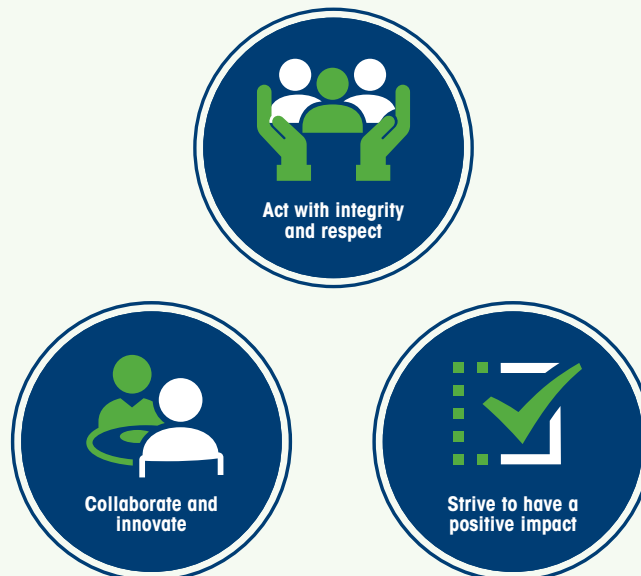 Act with integrity
and respect
Collaborate and
innovate
Strive to have a
positive impact